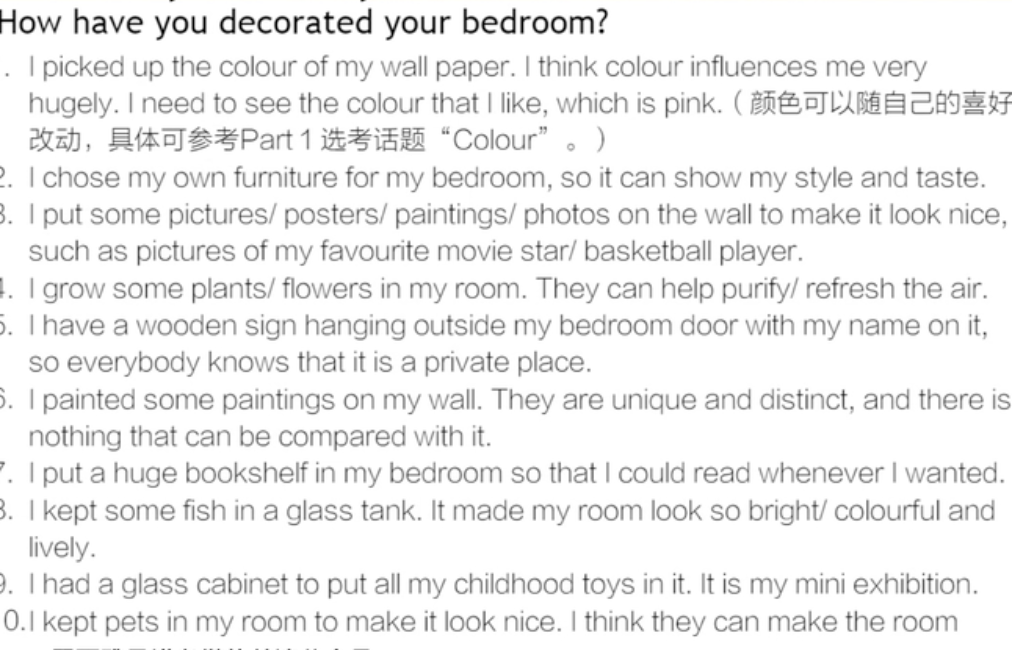 How have you decorated your bedroom?
. I picked up the colour of my wall paper. I think colour influences me very
hugely. I need to see the colour that I like, which is pink.（颜色可以随自己的喜好
改动，具体可参考Part 1 选考话题“Colour”。）
2. I chose my own furniture for my bedroom, so it can show my style and taste.
3. I put some pictures/ posters/ paintings/ photos on the wall to make it look nice,
such as pictures of my favourite movie star/ basketball player.
4. I grow some plants/ flowers in my room. They can help purify/ refresh the air.
5. I have a wooden sign hanging outside my bedroom door with my name on it,
so everybody knows that it is a private place.
6. I painted some paintings on my wall. They are unique and distinct, and there is
nothing that can be compared with it.
7. I put a huge bookshelf in my bedroom so that I could read whenever I wanted.
8. I kept some fish in a glass tank. It made my room look so bright/ colourful and
lively.
9. I had a glass cabinet to put all my childhood toys in it. It is my mini exhibition.
0.I kept pets in my room to make it look nice. I think they can make the room